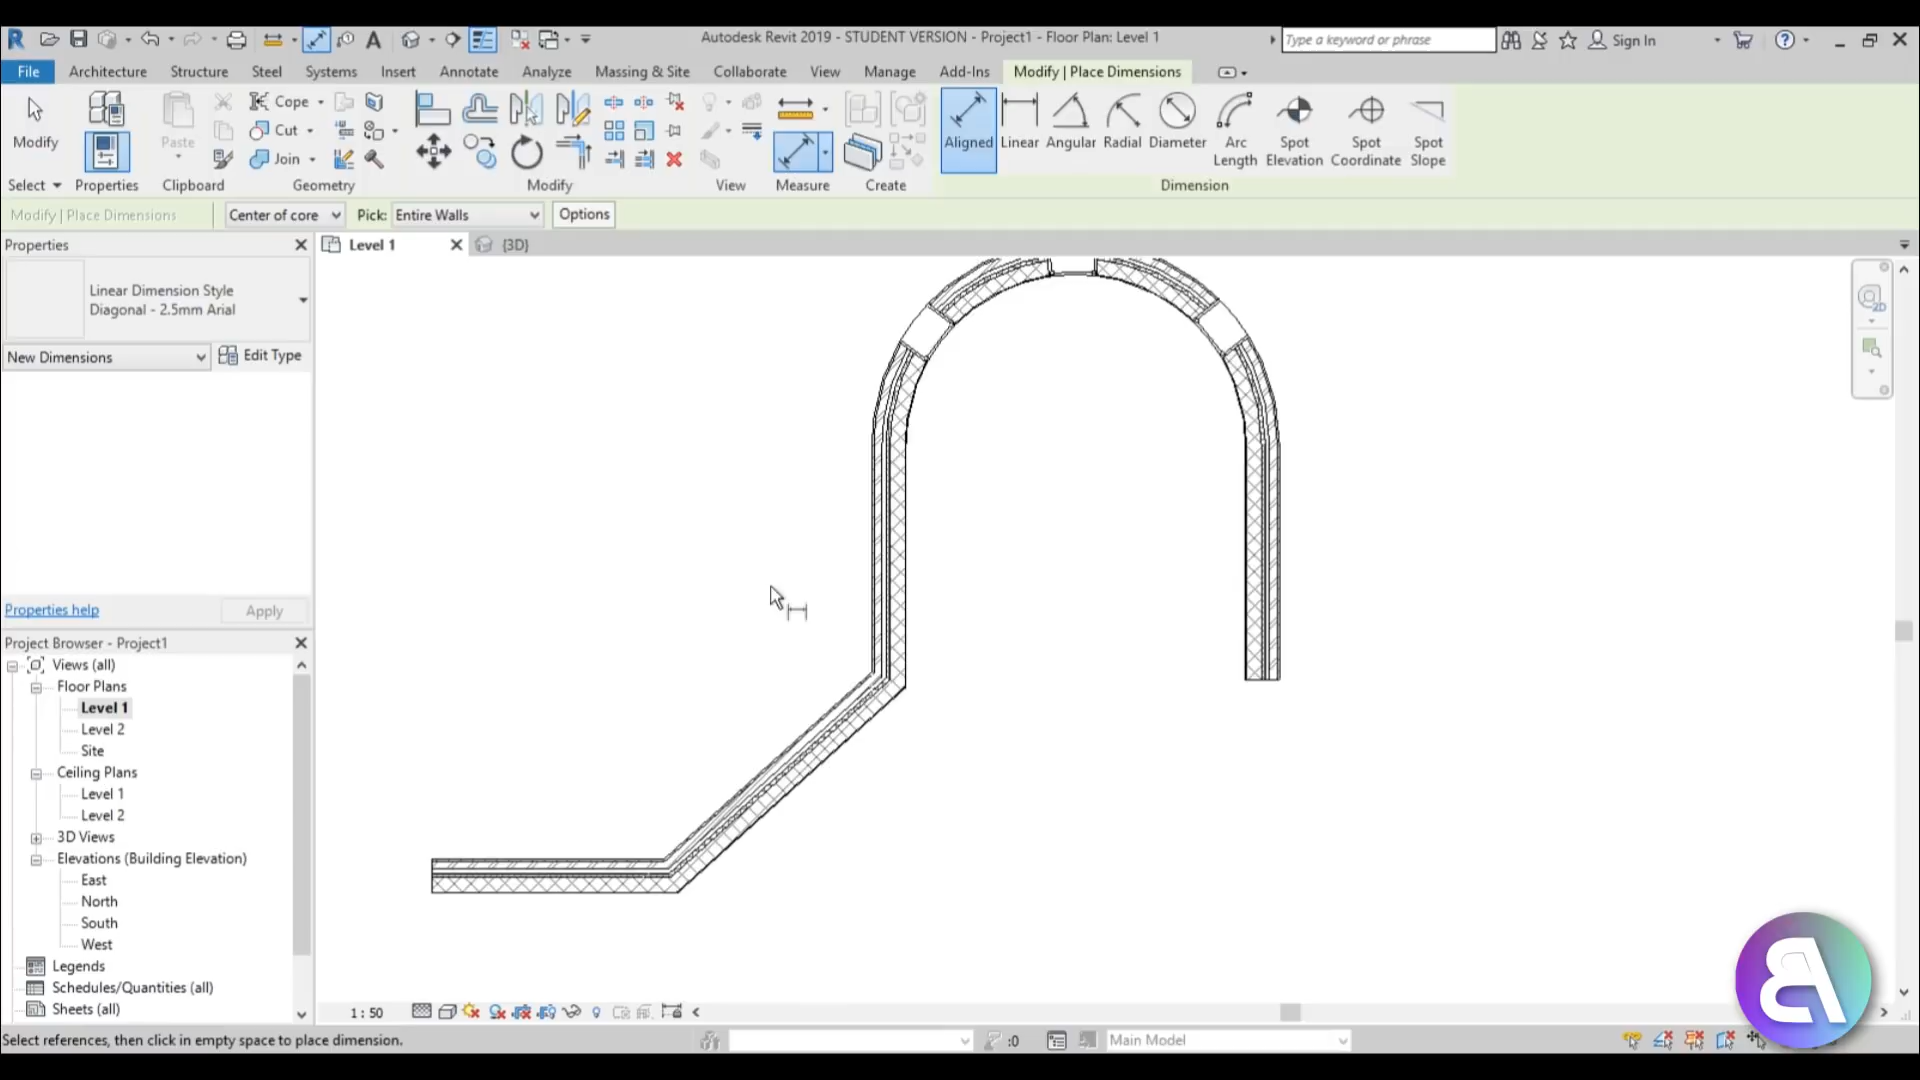 Autodesk Revit 2019 - STUDENT VERSION - Project1 - Floor Plan: Level 1
Type a keyword or phrase
Sign In
File Architecture Structure Steel Systems Insert Annotate Analyze Massing & Site Collaborate View Manage Add-Ins Modify | Place Dimensions
Modify
Paste
Cope
Cut
Join
Aligned Linear Angular Radial Diameter Arc Length Spot Elevation Spot Coordinate Spot Slope
Select Properties Clipboard Geometry Modify View Measure Create Dimension
Modify | Place Dimensions Center of core Pick: Entire Walls Options
Properties
Level 1
{3D}
Linear Dimension Style
Diagonal - 2.5mm Arial
New Dimensions
Edit Type
2D
Properties help
Apply
Project Browser - Project1
Views (all)
Floor Plans
Level 1
Level 2
Site
Ceiling Plans
Level 1
Level 2
3D Views
Elevations (Building Elevation)
East
North
South
West
Legends
Schedules/Quantities (all)
Sheets (all)
1 : 50
Select references, then click in empty space to place dimension.
:0
Main Model